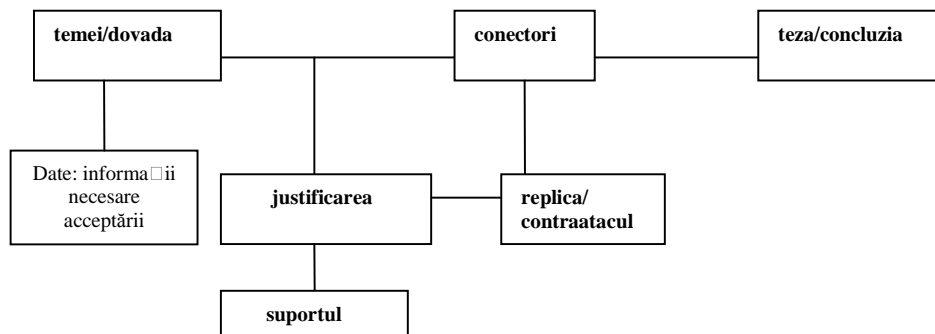 temei/dovada
conectori
teza/concluzia
Date: informa□ii
necesare
acceptării
justificarea
replica/
contraatacul
suportul